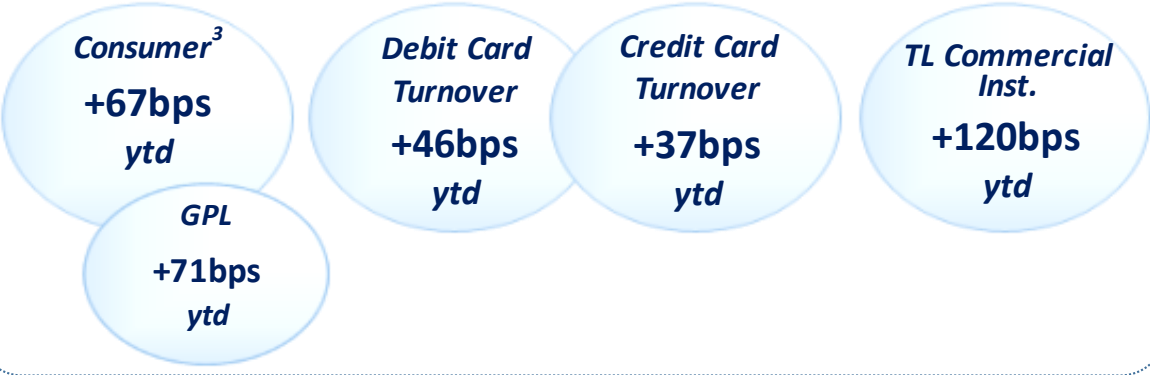 Consumer³
+67bps
ytd
GPL
+71bps
ytd
Debit Card
Turnover
+46bps
ytd
Credit Card
Turnover
+37bps
ytd
TL Commercial
Inst.
+120bps
ytd